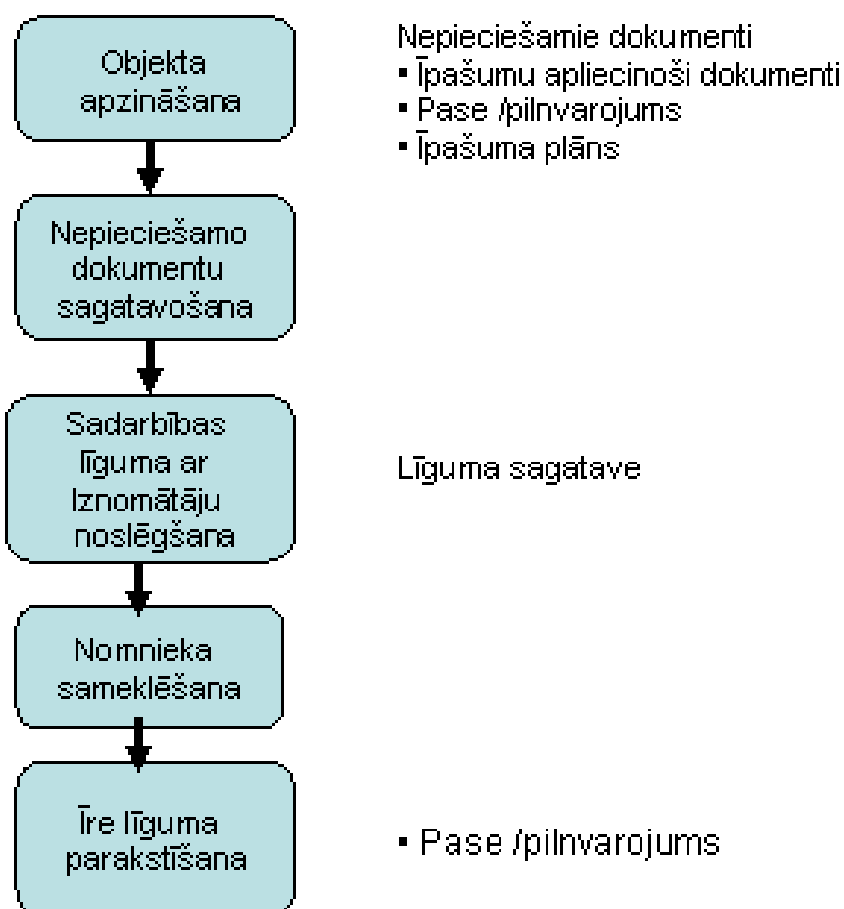 Objekta
apzināšana
Nepieciešamie dokumenti
▪ Īpašumu apliecinoši dokumenti
▪ Pase /pilnvarojums
▪ Īpašuma plāns
Nepieciešamo
dokumentu
sagatavošana
Sadarbības
līguma ar
Iznomātāju
noslēgšana
Līguma sagatave
Nomnieka
sameklēšana
Īre līguma
parakstīšana
▪ Pase /pilnvarojums